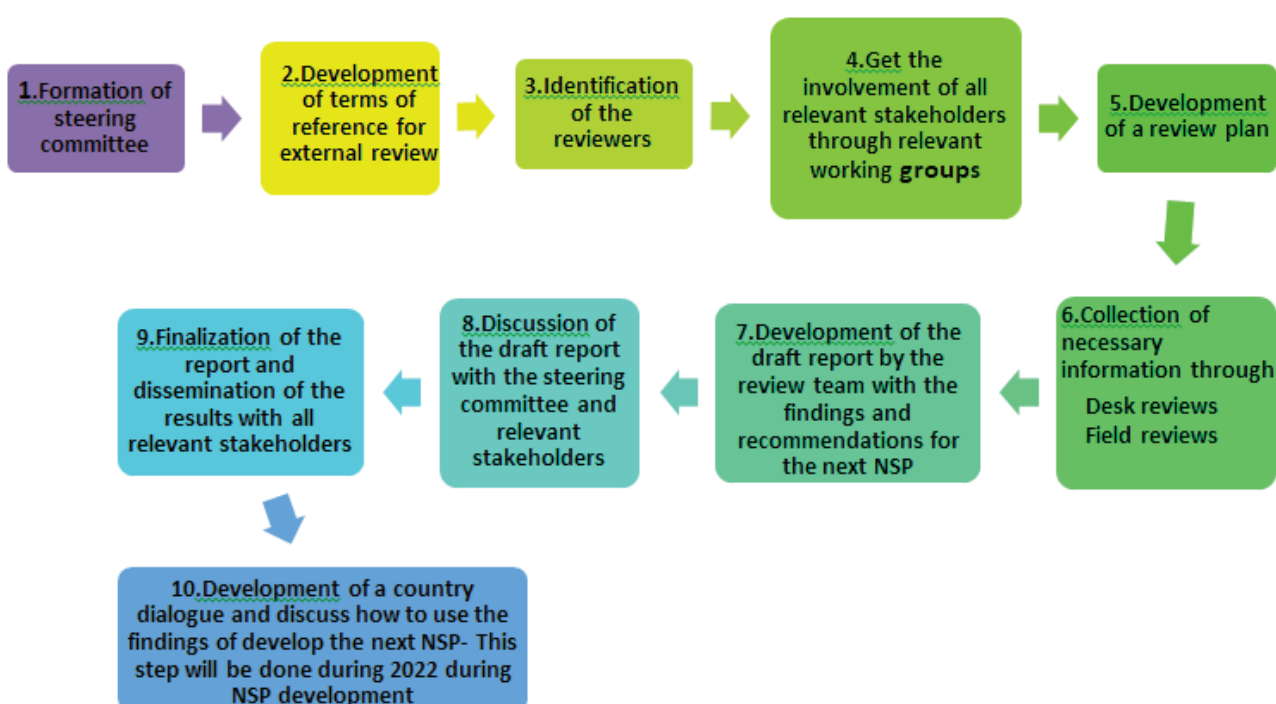 1.Formation of
steering
committee
2.Development
of terms of
reference for
external review
3.Identification
of the
reviewers
4.Get the
involvement of all
relevant stakeholders
through relevant
working groups
5.Development
of a review plan
6.Collection of
necessary
information through
Desk reviews
Field reviews
7.Development of the
draft report by the
review team with the
findings and
recommendations for
the next NSP
8.Discussion of
the draft report
with the steering
committee and
relevant
stakeholders
9.Finalization of the
report and
dissemination of the
results with all
relevant stakeholders
10.Development of a country
dialogue and discuss how to use the
findings of develop the next NSP- This
step will be done during 2022 during
NSP development